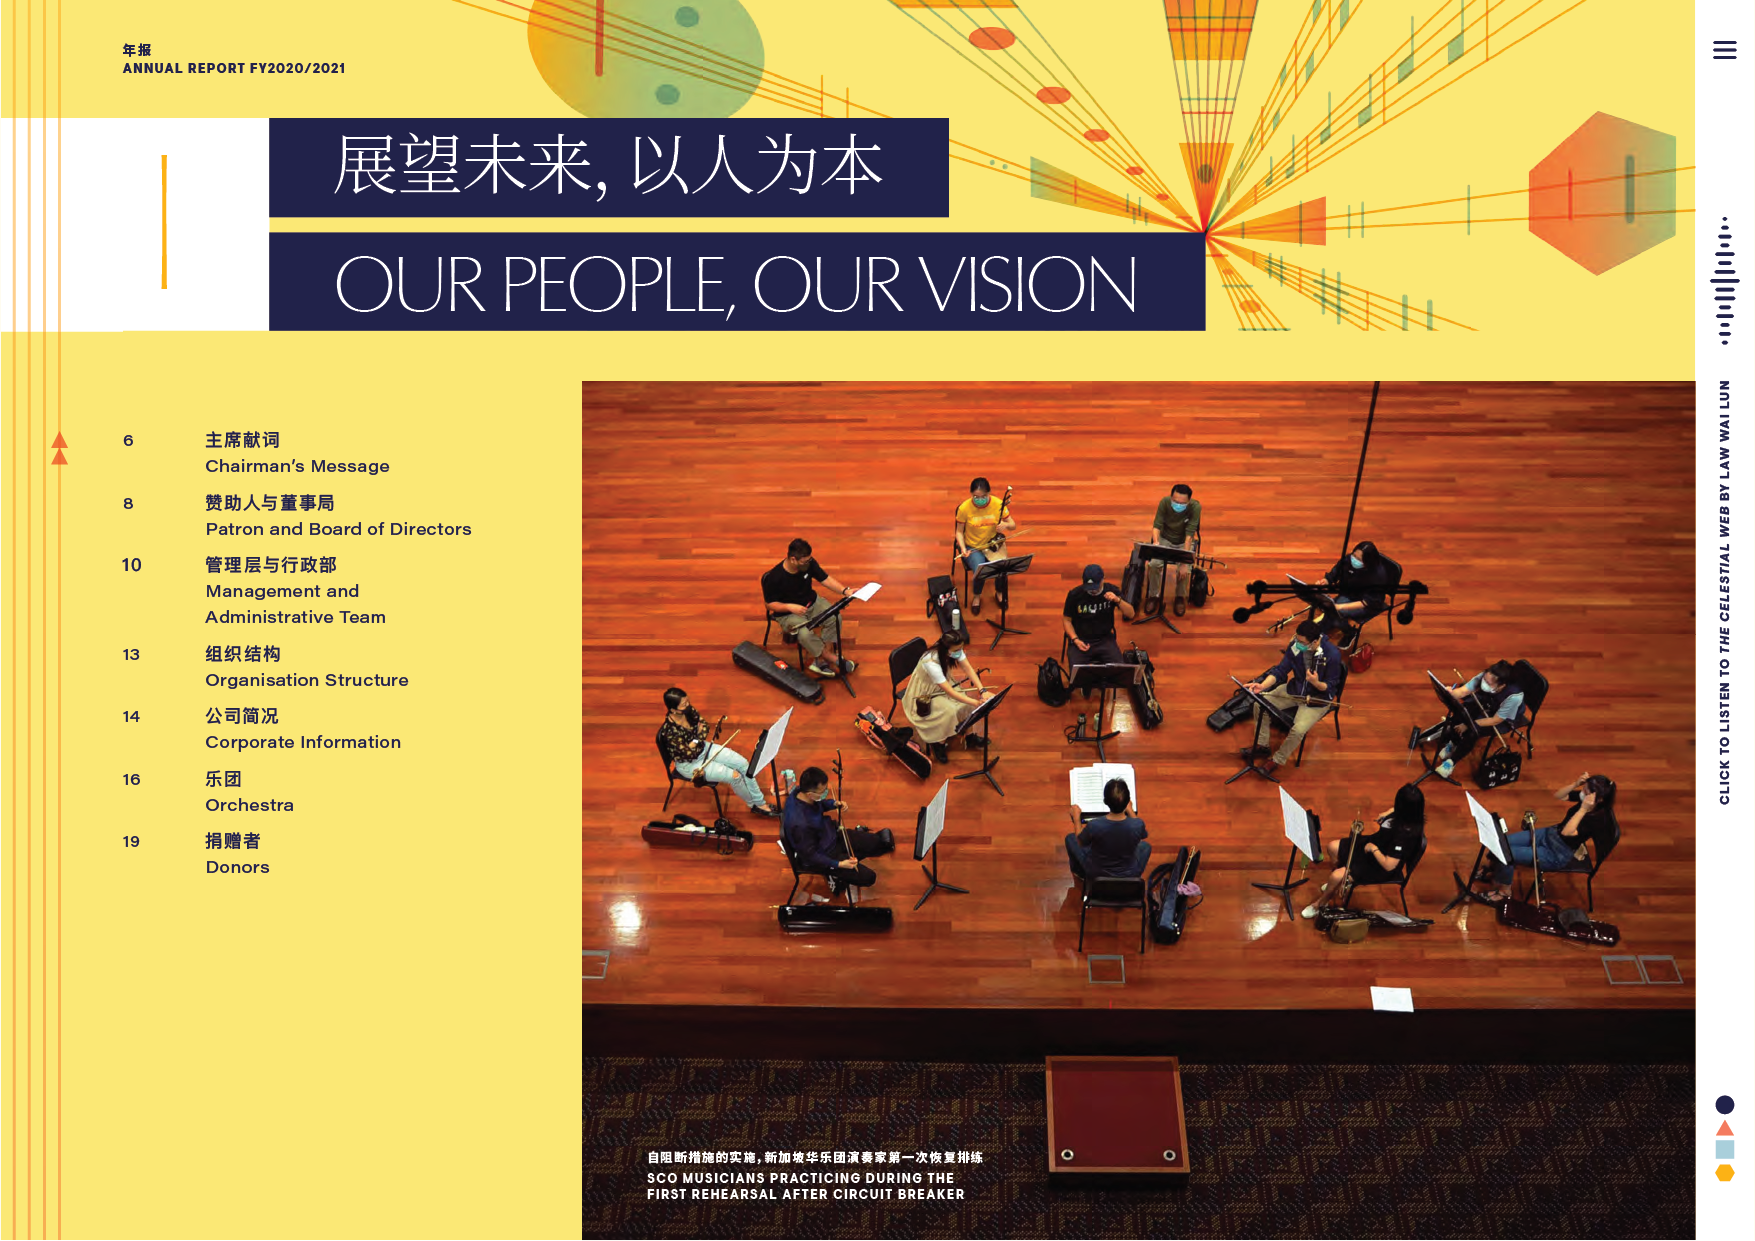 年报
ANNUAL REPORT FY2020/2021
展望未来, 以人为本
OUR PEOPLE, OUR VISION
6 主席献词
Chairman's Message
8 赞助人与董事局
Patron and Board of Directors
10 管理层与行政部
Management and
Administrative Team
13 组织结构
Organisation Structure
14 公司简况
Corporate Information
16 乐团
Orchestra
19 捐赠者
Donors
自阻断措施的实施,新加坡华乐团演奏家第一次恢复排练
SCO MUSICIANS PRACTICING DURING THE
FIRST REHEARSAL AFTER CIRCUIT BREAKER
CLICK TO LISTEN TO THE CELESTIAL WEB BY LAW WAI LUN